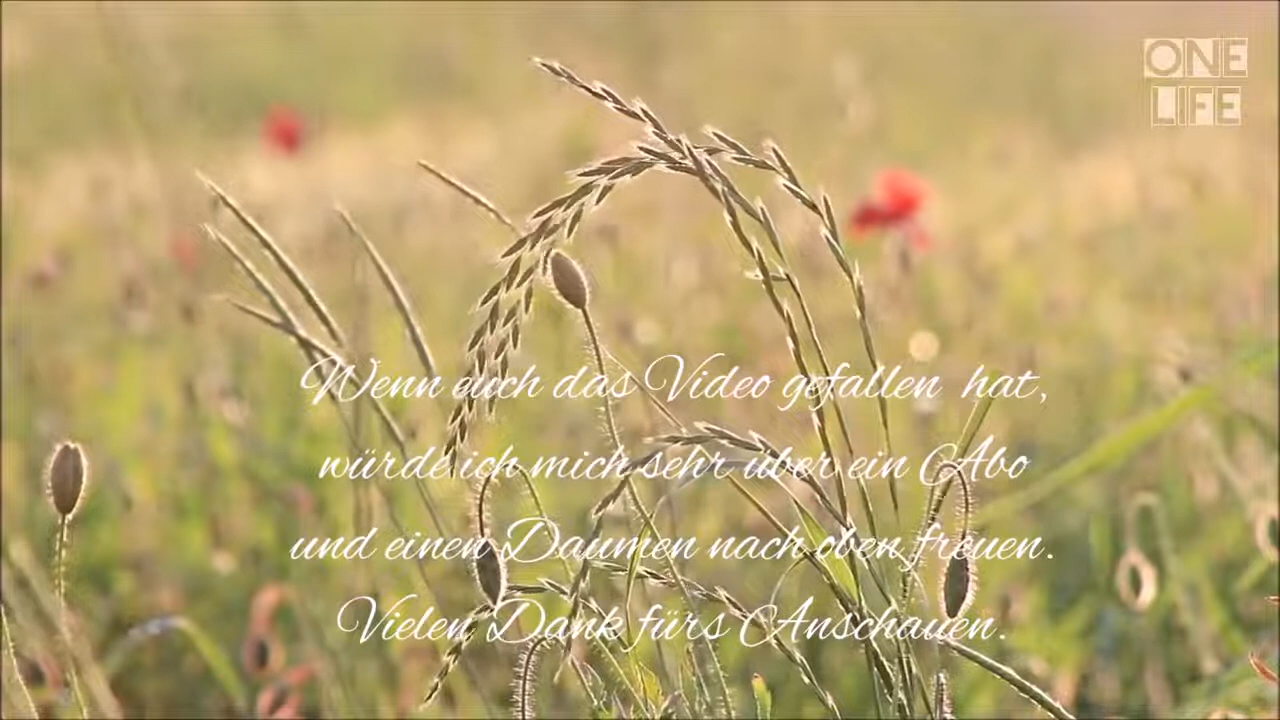 ONE
LIFE
Wenn euch das Video gefallen hat,
würde ich mich sehr über ein Abo
und einen Daumen nach oben freuen.
Vielen Dank fürs Anschauen.